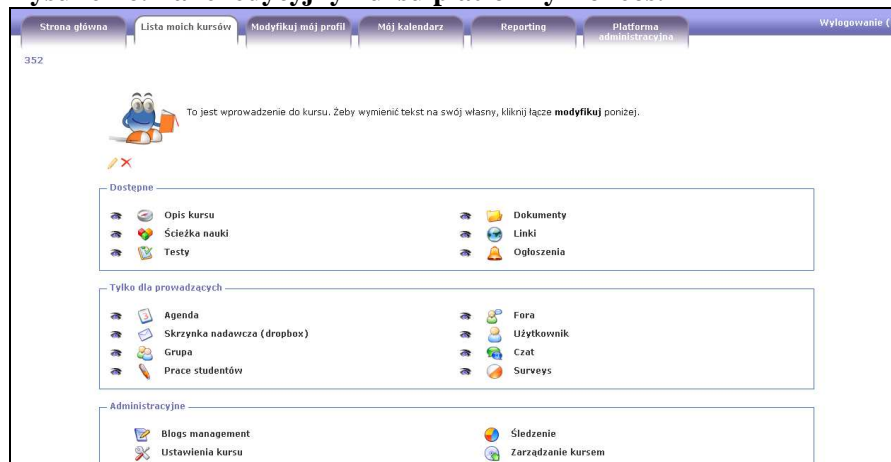 Strona główna Lista moich kursów Modyfikuj mój profil Mój kalendarz Reporting Platforma administracyjna Wylogowanie (
352
To jest wprowadzenie do kursu. Żeby wymienić tekst na swój własny, kliknij łącze modyfikuj poniżej.
Dostępne
Opis kursu Dokumenty
Ścieżka nauki Linki
Testy Ogłoszenia
Tylko dla prowadzących
Agenda Fora
Skrzynka nadawcza (dropbox) Użytkownik
Grupa Czat
Prace studentów Surveys
Administracyjne
Blogs management Śledzenie
Ustawienia kursu Zarządzanie kursem